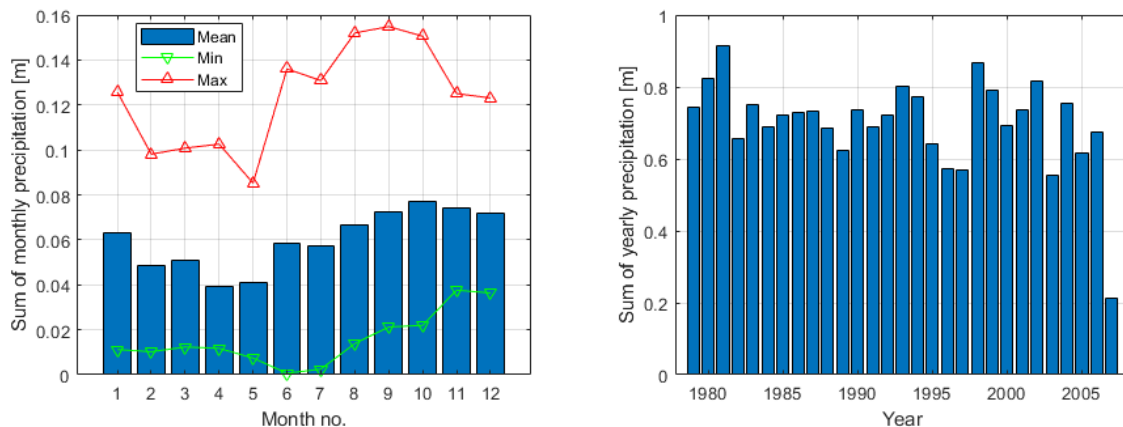 0.16
0.14
0.12
0.1
0.08
0.06
0.04
0.02
0
Sum of monthly precipitation [m]
Mean
Min
Max
1 2 3 4 5 6 7 8 9 10 11 12
Month no.
1
0.8
0.6
0.4
0.2
0
Sum of yearly precipitation [m]
1980 1985 1990 1995 2000 2005
Year